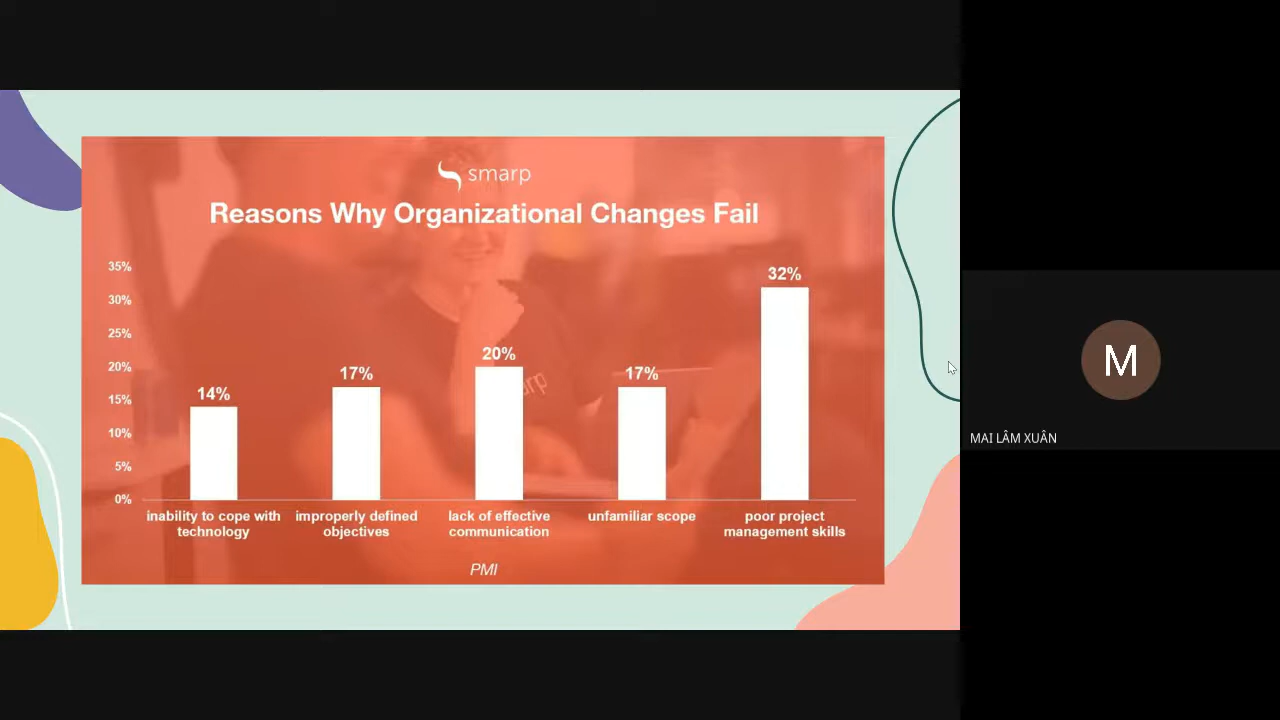 smarp
Reasons Why Organizational Changes Fail
35%
30%
25%
20%
15%
10%
5%
0%
14%
17%
20%
17%
32%
inability to cope with
technology
improperly defined
objectives
lack of effective
communication
unfamiliar scope
poor project
management skills
PMI
M
MAI LÂM XUÂN